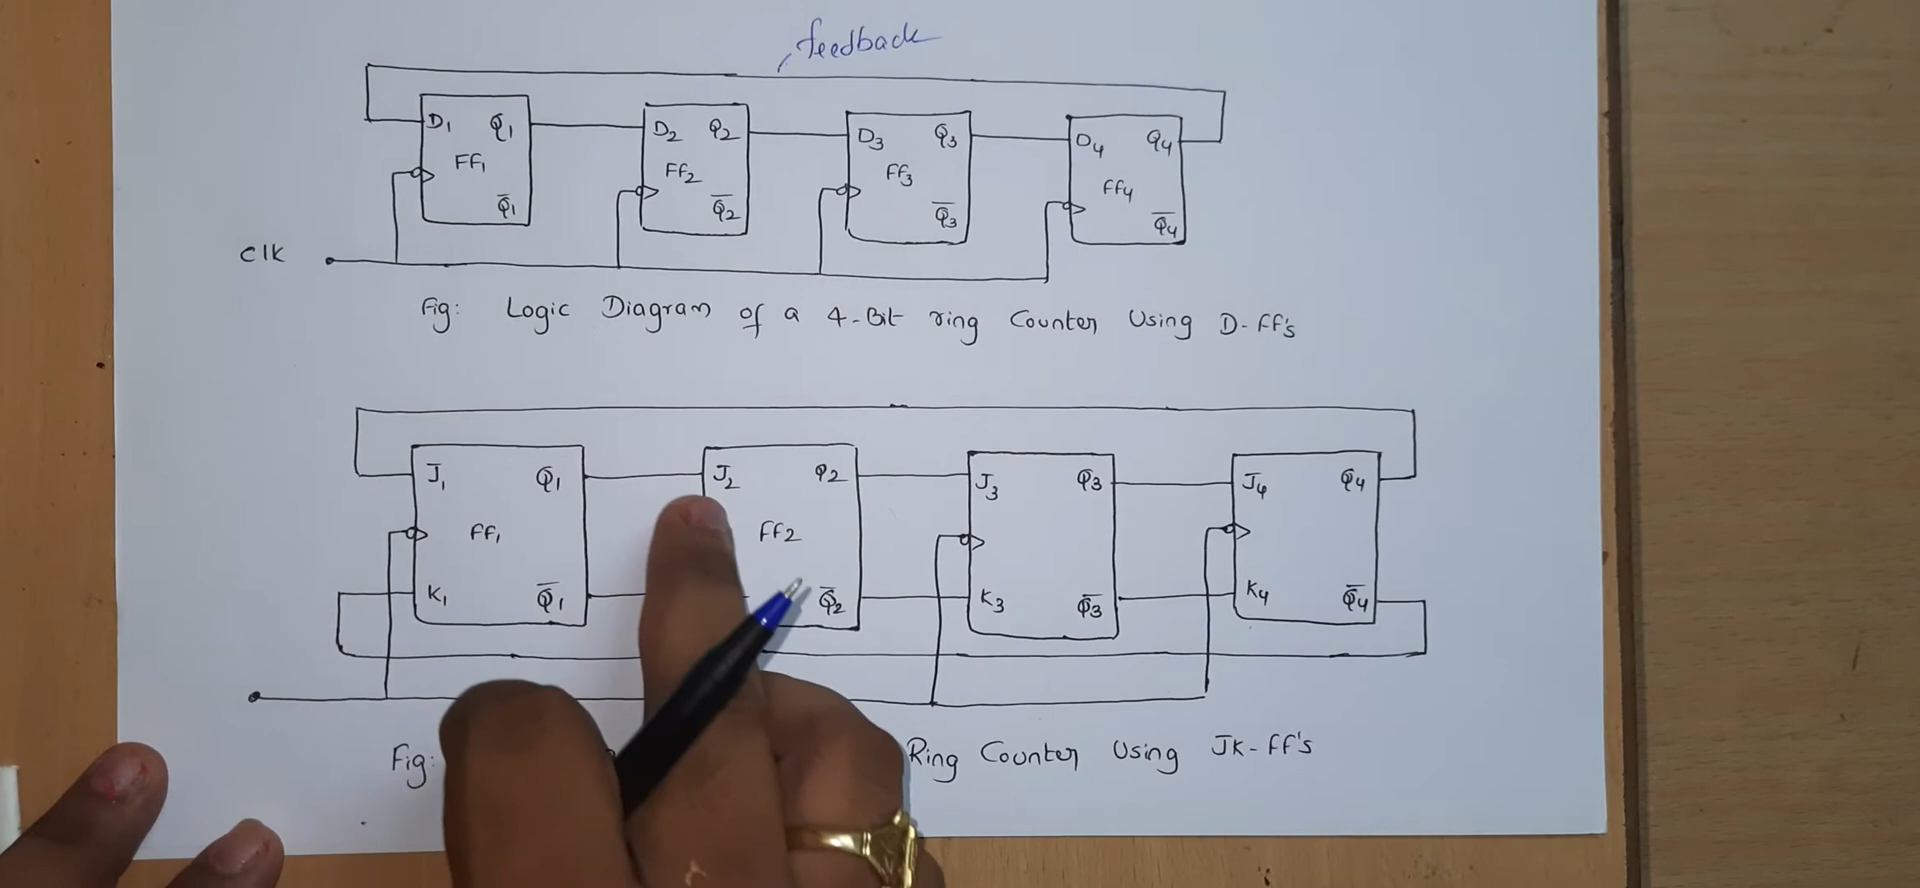 feedback
D₁ Q₁ D₂ Q₂ D₃ Q₃ D₄ Q₄
FF₁ FF₂ FF₃ FF₄
Q̅₁ Q̅₂ Q̅₃ Q̅₄
Clk
Fig: Logic Diagram of a 4-Bit ring Counter Using D-FF's
J₁ Q₁ J₂ Q₂ J₃ Q₃ J₄ Q₄
FF₁ FF2
K₁ Q̅₁ Q̅₂ K₃ Q̅₃ K₄ Q̅₄
Fig: Ring Counter Using JK-FF's